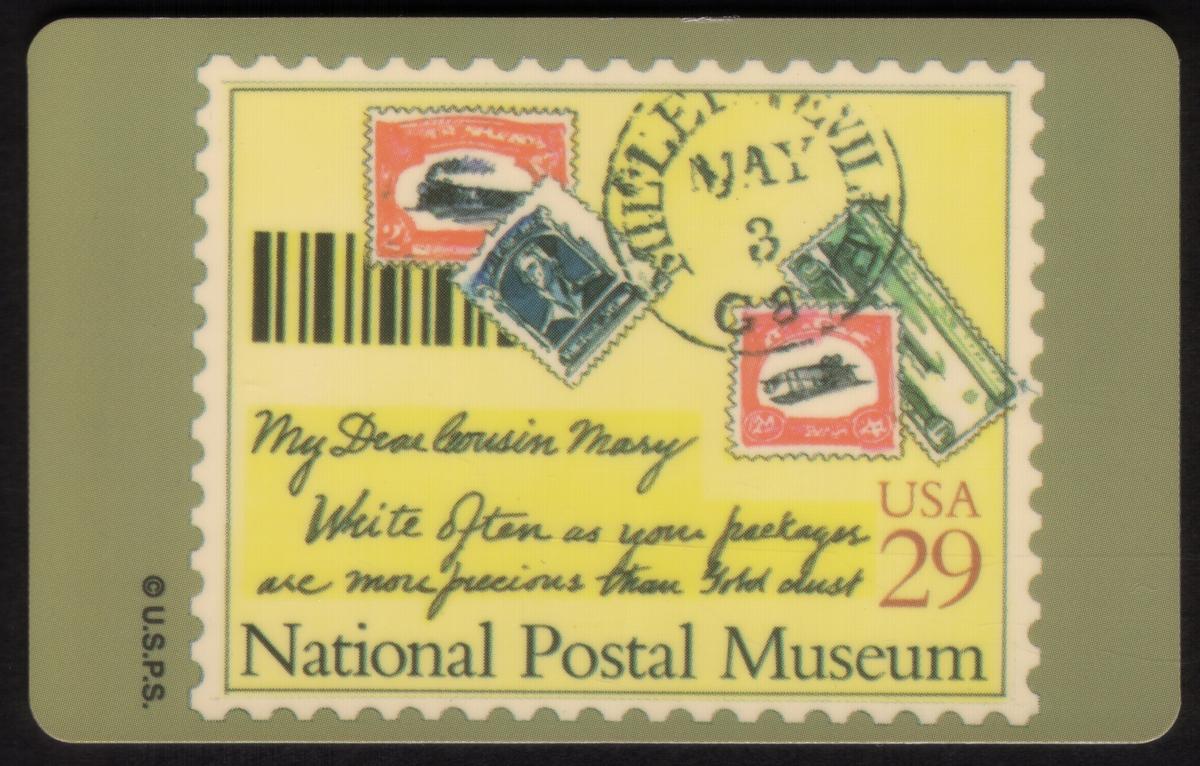 MAY
3
My Dear Cousin Mary
Write often as your packages
are more precious than gold dust
USA
29
National Postal Museum
©U.S.P.S.